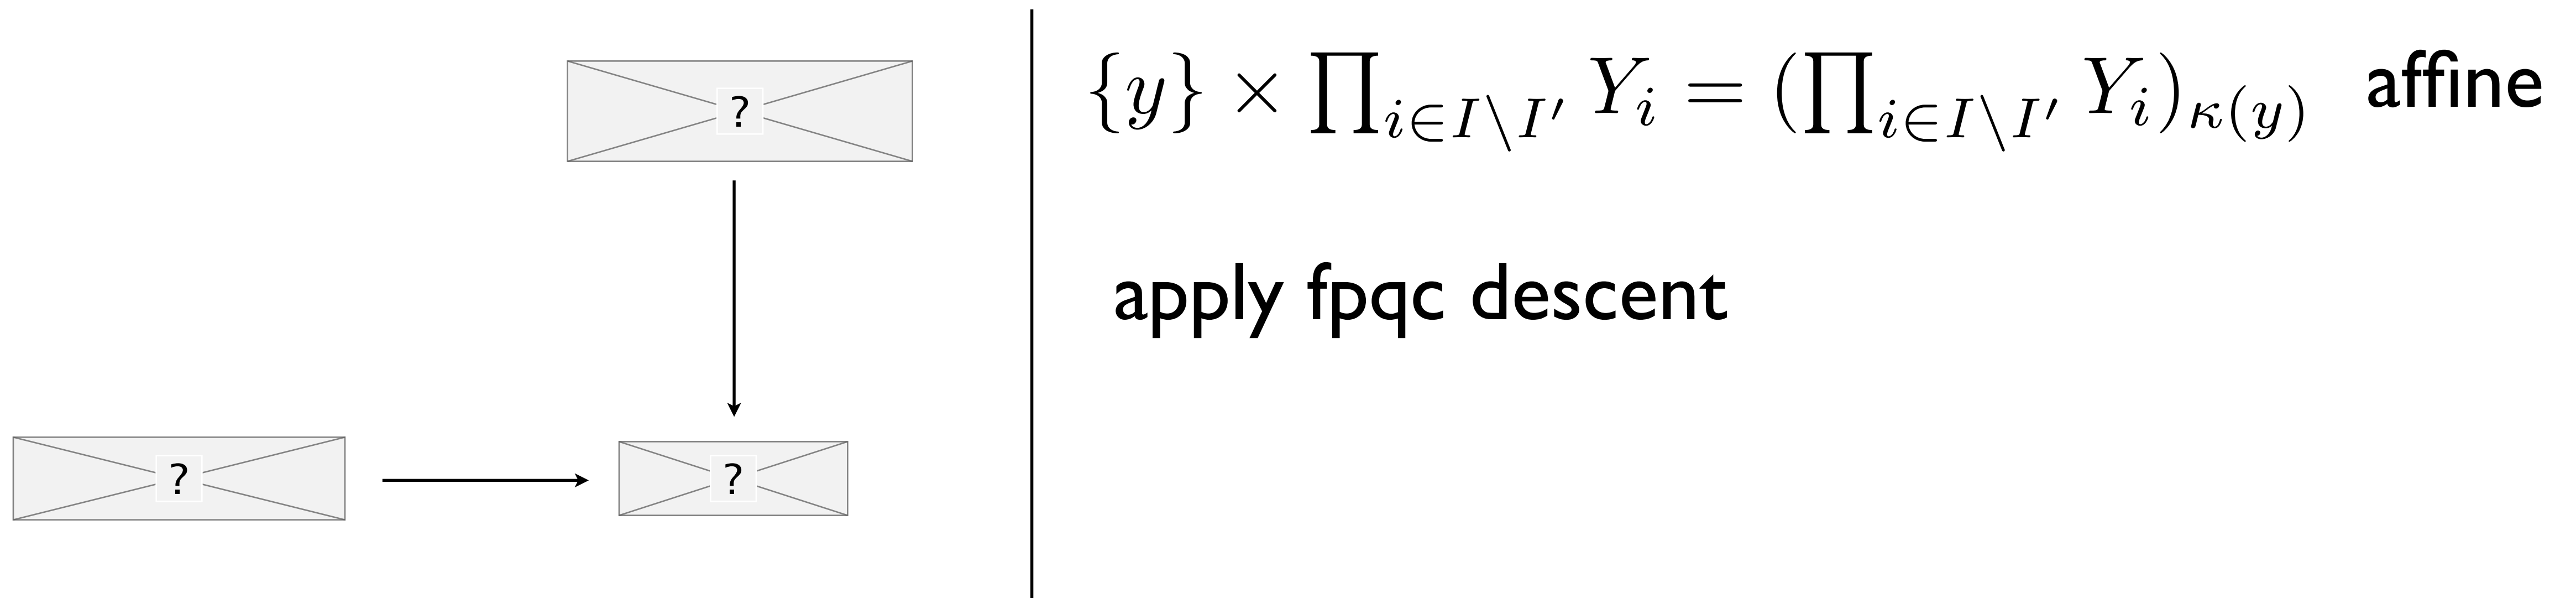 ?
{y} × ∏_{i∈I\I′} Y_i = (∏_{i∈I\I′} Y_i)_{κ(y)} affine
apply fpqc descent
? ?